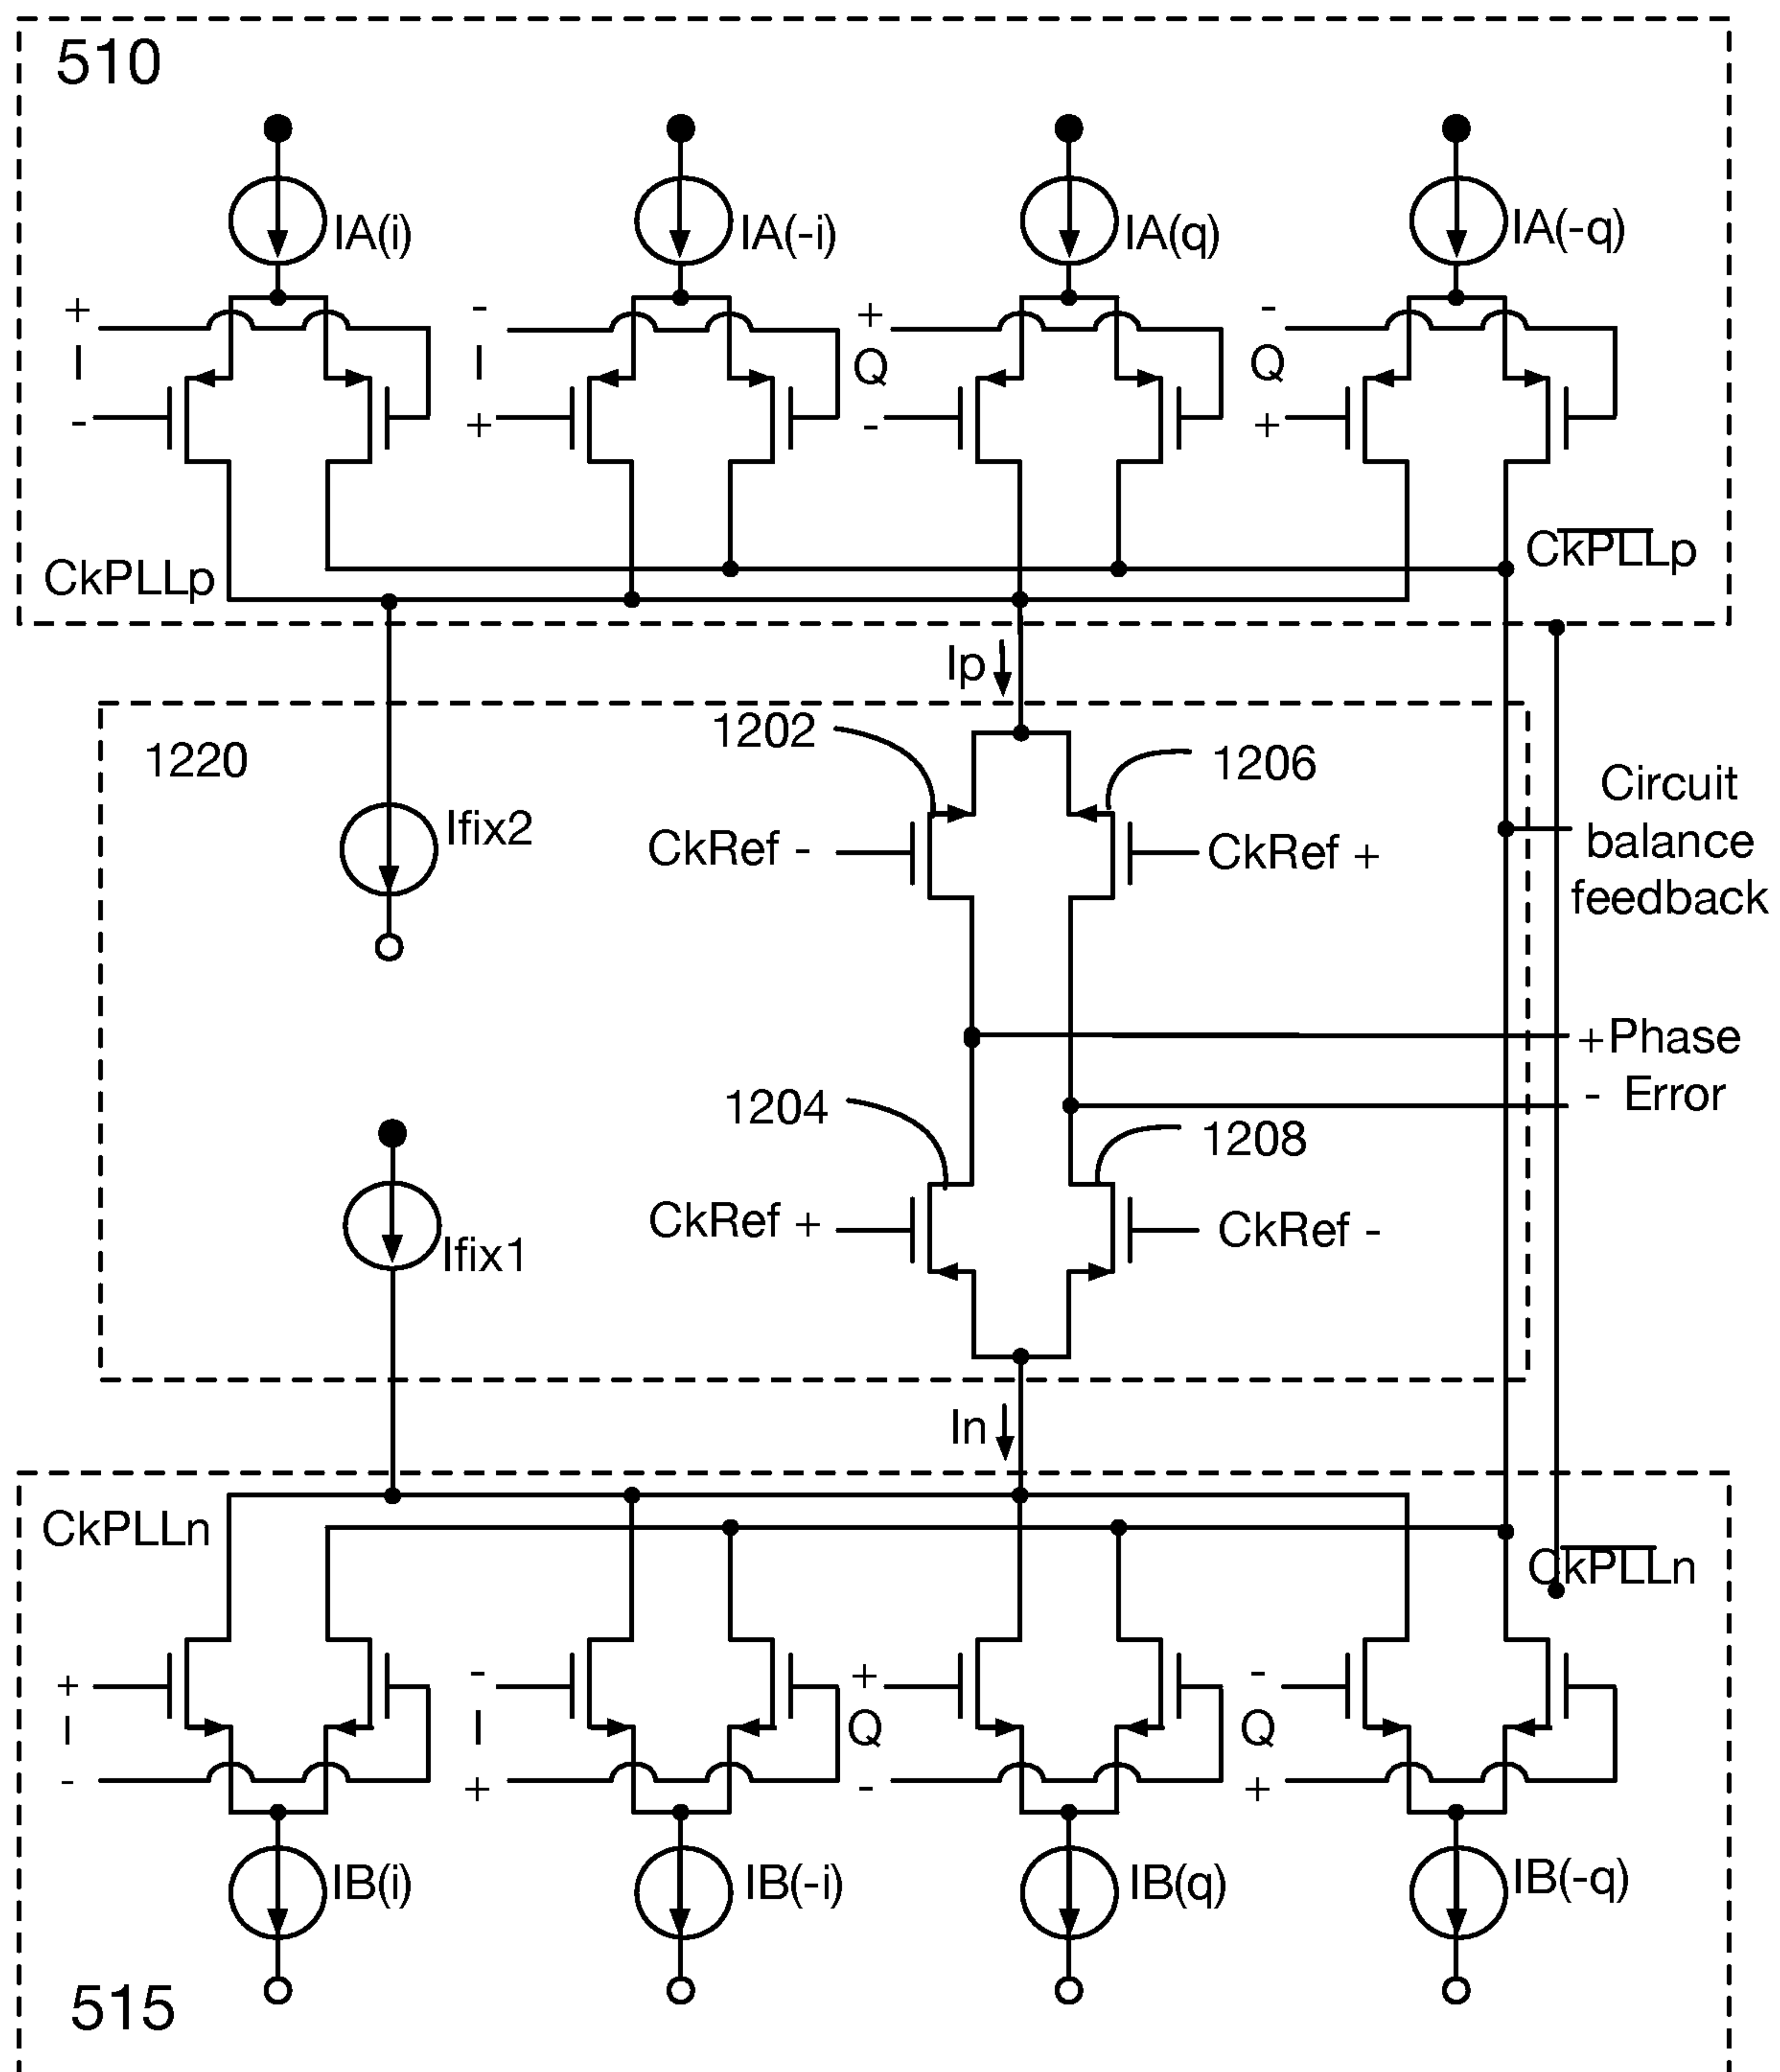 510
IA(i) IA(-i) IA(q) IA(-q)
+ - + -
I I Q Q
- + - +
CkPLLp CkPLLp
Ip
1220
1202
1206
Ifix2
CkRef - CkRef +
Circuit
balance
feedback
+Phase
- Error
1204
1208
CkRef + CkRef -
Ifix1
In
CkPLLn CkPLLn
+ - + -
I I Q Q
- + - +
IB(i) IB(-i) IB(q) IB(-q)
515